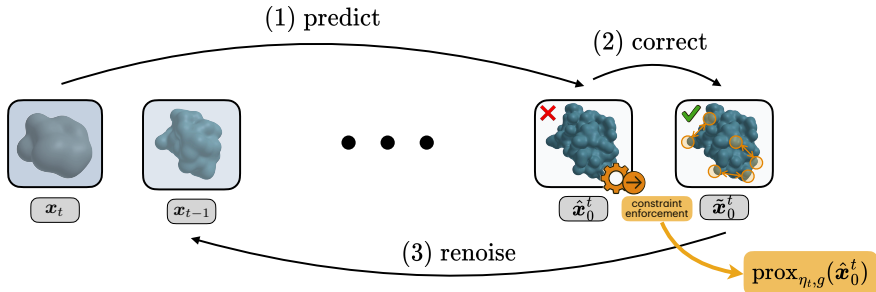 (1) predict
(2) correct
x_t
x_{t-1}
x̂_0^t
constraint
enforcement
x̃_0^t
(3) renoise
prox_{η_t,g}(x̂_0^t)